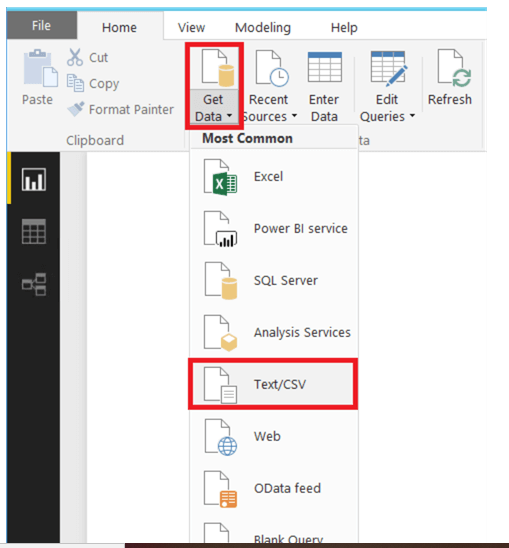 File Home View Modeling Help
Cut
Copy
Format Painter
Paste
Get Data
Recent Sources
Enter Data
Edit Queries
Refresh
Clipboard
ta
Most Common
Excel
Power BI service
SQL Server
Analysis Services
Text/CSV
Web
OData feed
Blank Query